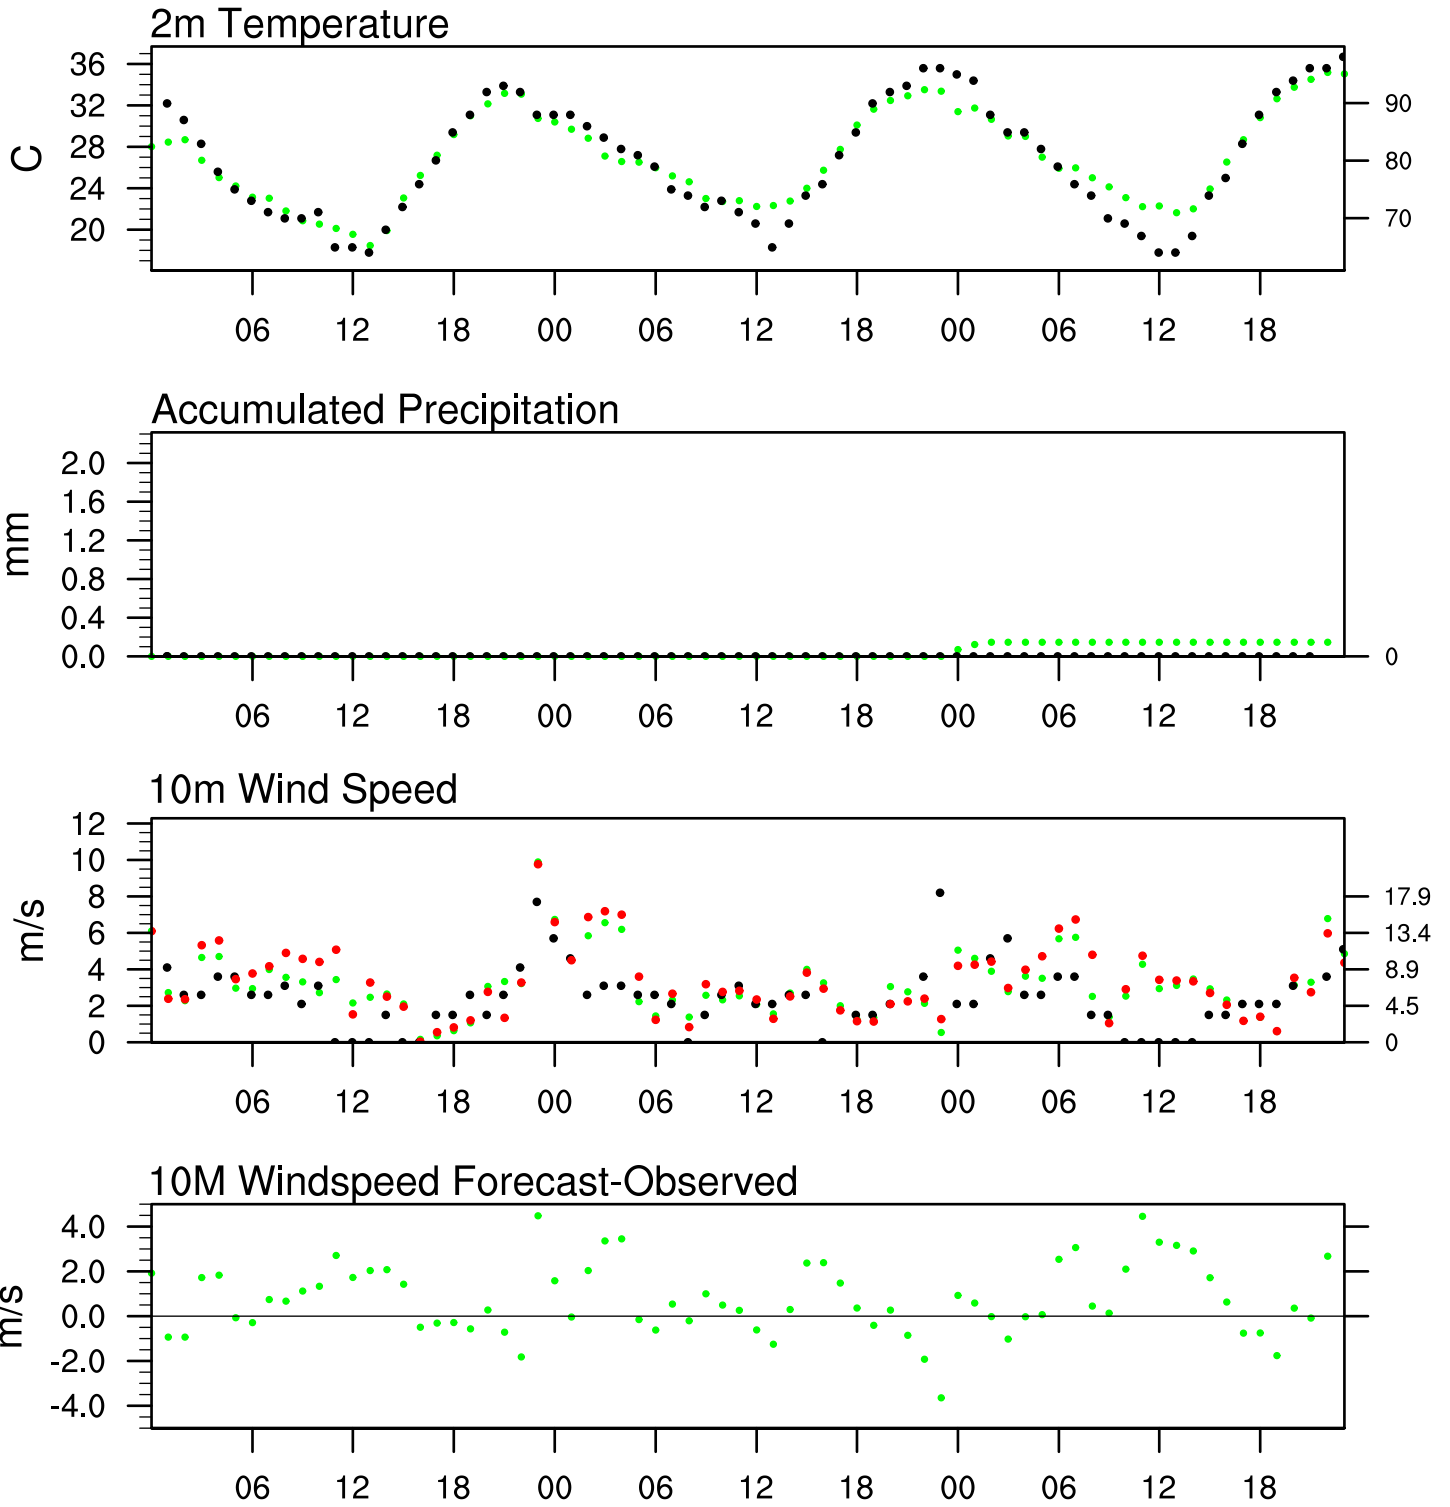 2m Temperature
36
32
28
24
20
C
90
80
70
06 12 18 00 06 12 18 00 06 12 18
Accumulated Precipitation
2.0
1.6
1.2
0.8
0.4
0.0
mm
0
06 12 18 00 06 12 18 00 06 12 18
10m Wind Speed
12
10
8
6
4
2
0
m/s
17.9
13.4
8.9
4.5
0
06 12 18 00 06 12 18 00 06 12 18
10M Windspeed Forecast-Observed
4.0
2.0
0.0
-2.0
-4.0
m/s
06 12 18 00 06 12 18 00 06 12 18